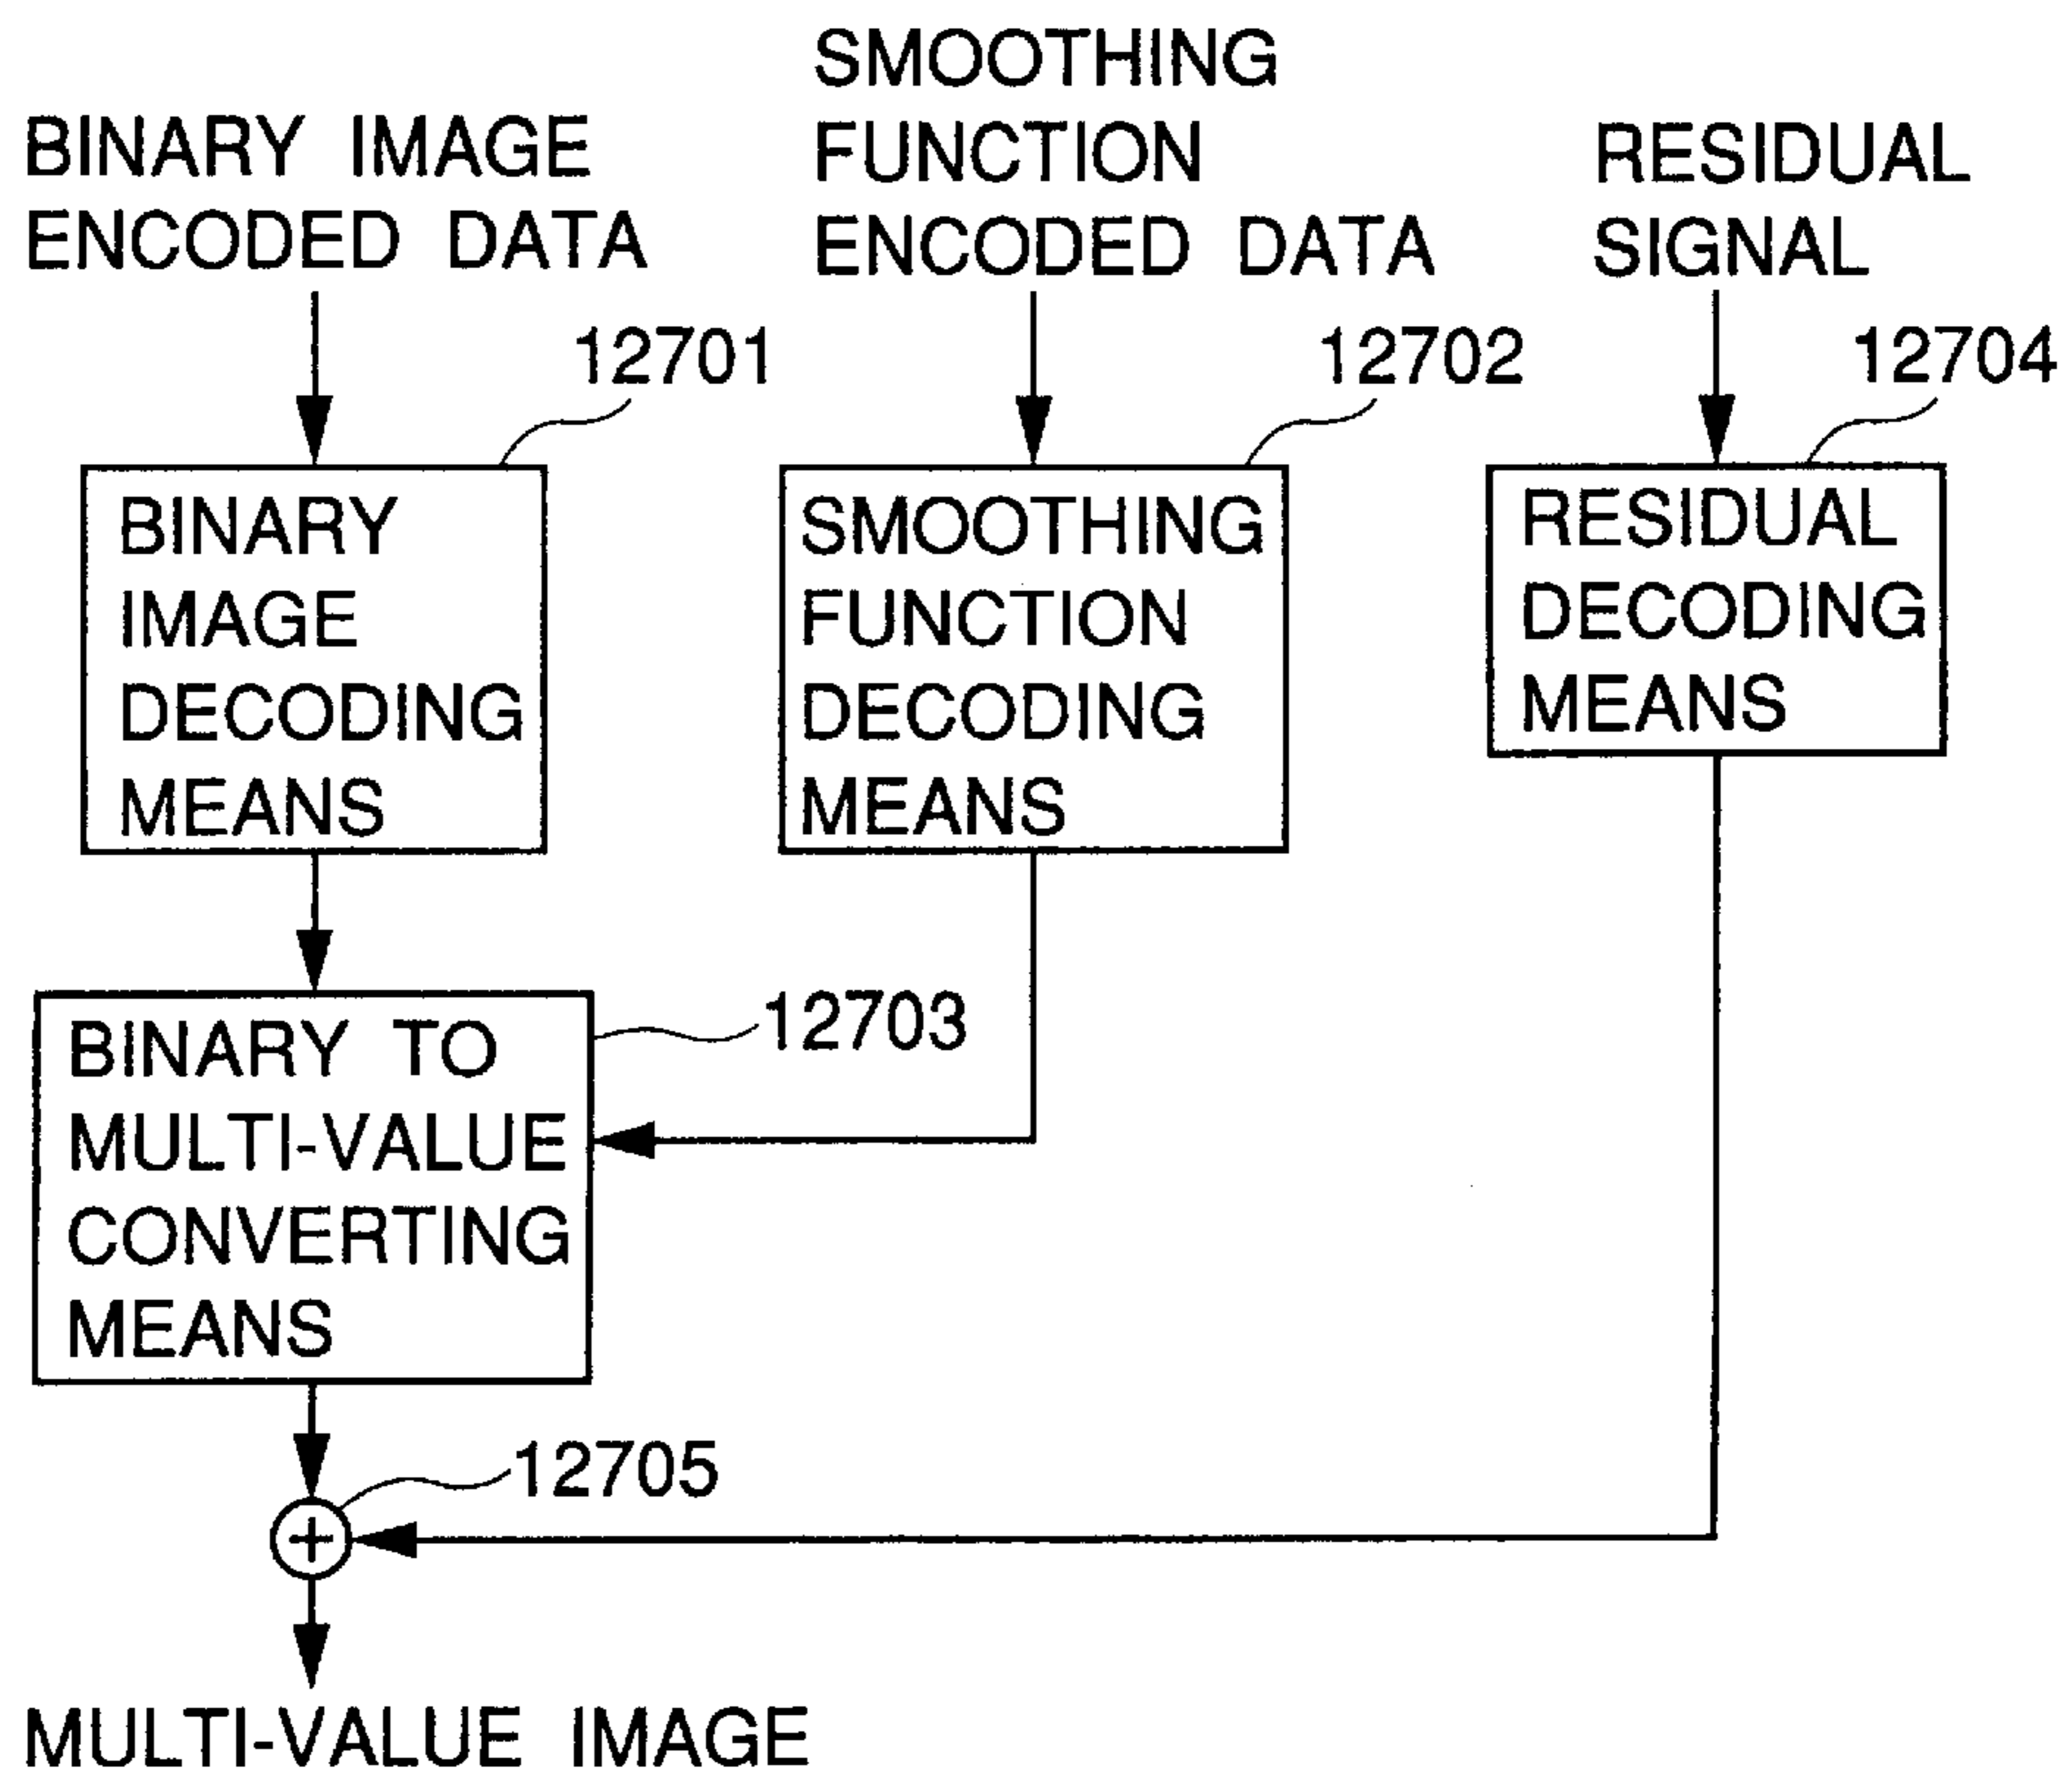 BINARY IMAGE
ENCODED DATA
SMOOTHING
FUNCTION
ENCODED DATA
RESIDUAL
SIGNAL
12701
12702
12704
BINARY
IMAGE
DECODING
MEANS
SMOOTHING
FUNCTION
DECODING
MEANS
RESIDUAL
DECODING
MEANS
12703
BINARY TO
MULTI-VALUE
CONVERTING
MEANS
12705
+
MULTI-VALUE IMAGE